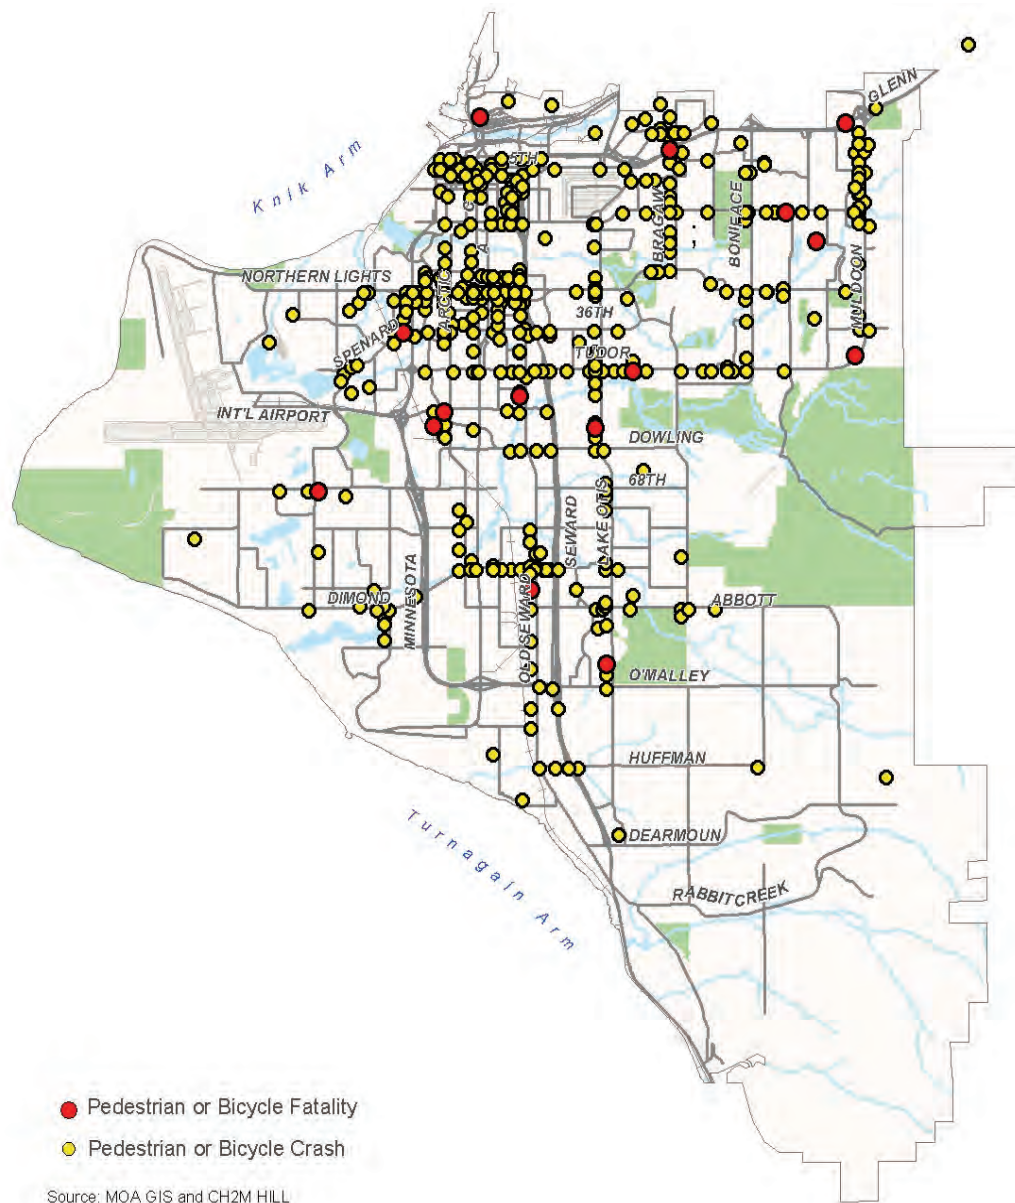 GLENN
5TH
Knik Arm
C
A
BRAGAW
BONIFACE
NORTHERN LIGHTS
ARCTIC
36TH
MULDOON
SPENARD
TUDOR
INT'L AIRPORT
DOWLING
68TH
SEWARD
LAKE OTIS
MINNESOTA
DIMOND
OLD SEWARD
ABBOTT
O'MALLEY
HUFFMAN
Turnagain Arm
DEARMOUN
RABBITCREEK
Pedestrian or Bicycle Fatality
Pedestrian or Bicycle Crash
Source: MOA GIS and CH2M HILL